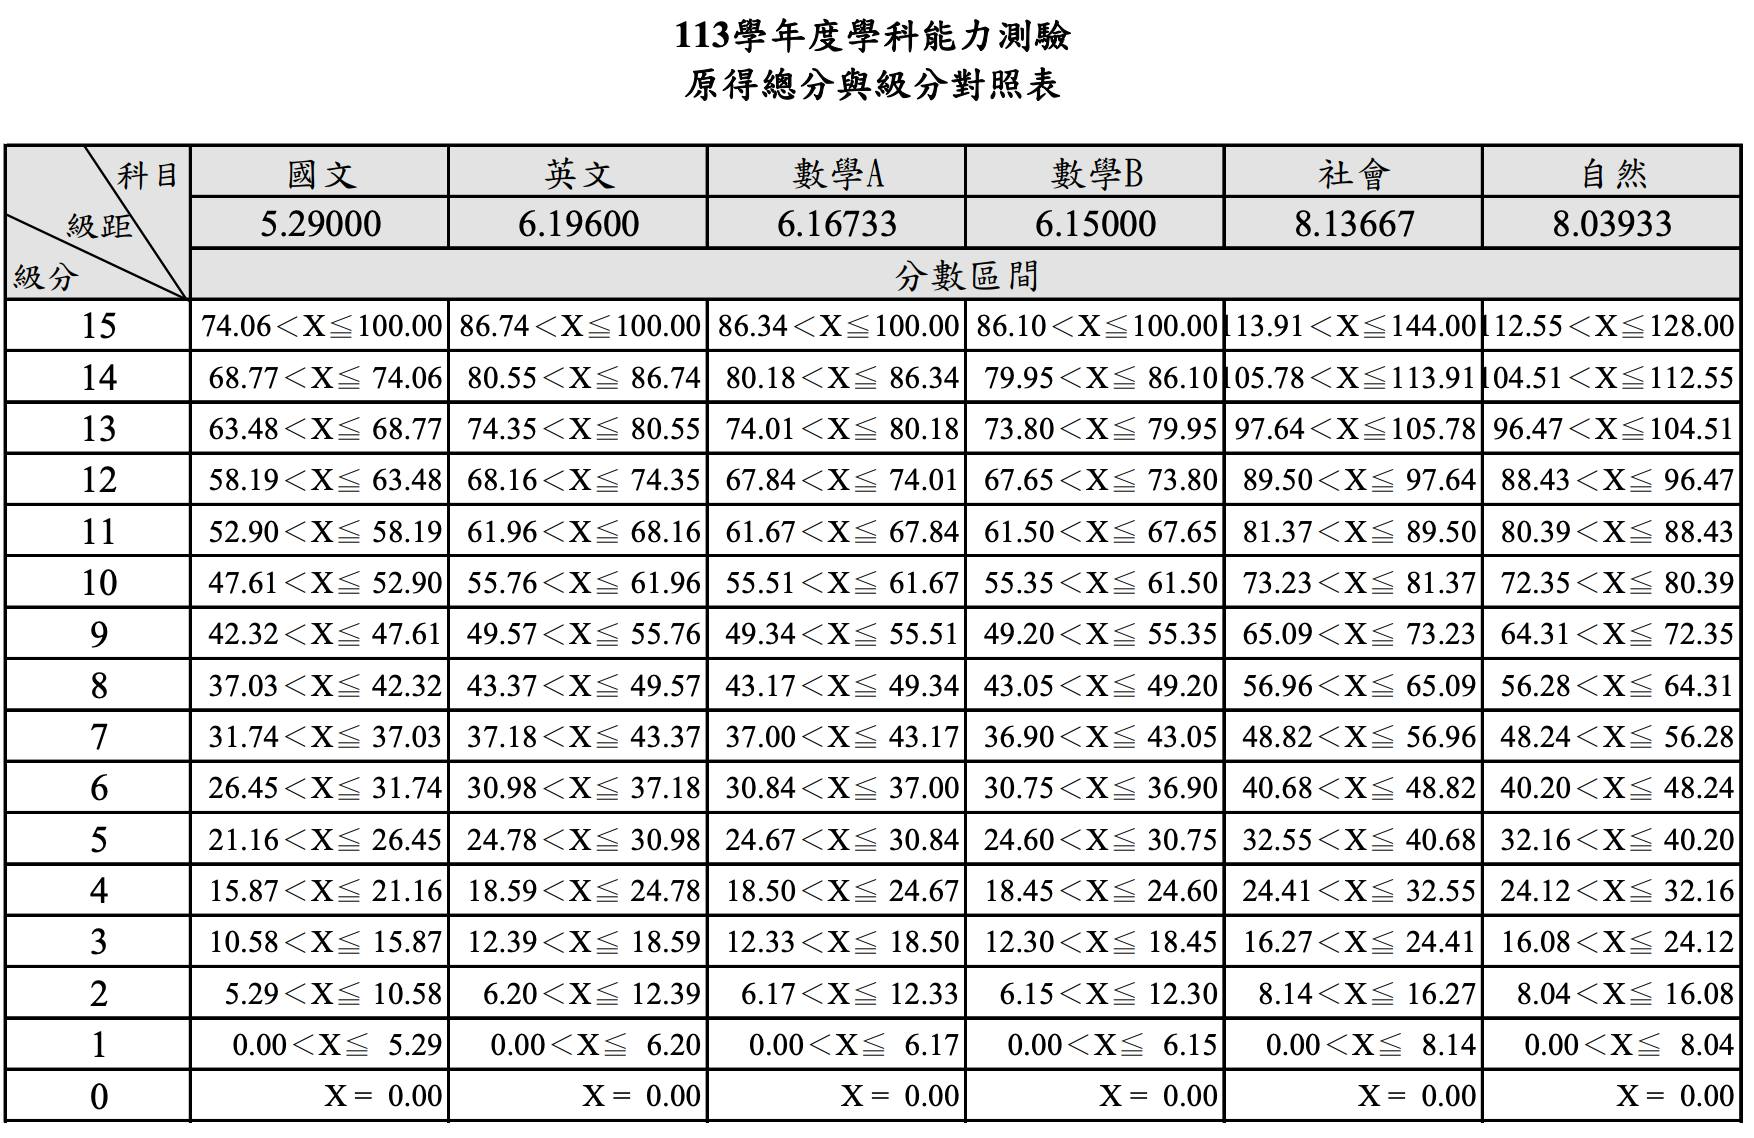 113學年度學科能力測驗
原得總分與級分對照表
科目 國文 英文 數學A 數學B 社會 自然
級距 5.29000 6.19600 6.16733 6.15000 8.13667 8.03933
級分 分數區間
15 74.06<X≦100.00 86.74<X≦100.00 86.34<X≦100.00 86.10<X≦100.00 113.91<X≦144.00 112.55<X≦128.00
14 68.77<X≦ 74.06 80.55<X≦ 86.74 80.18<X≦ 86.34 79.95<X≦ 86.10 105.78<X≦113.91 104.51<X≦112.55
13 63.48<X≦ 68.77 74.35<X≦ 80.55 74.01<X≦ 80.18 73.80<X≦ 79.95 97.64<X≦105.78 96.47<X≦104.51
12 58.19<X≦ 63.48 68.16<X≦ 74.35 67.84<X≦ 74.01 67.65<X≦ 73.80 89.50<X≦ 97.64 88.43<X≦ 96.47
11 52.90<X≦ 58.19 61.96<X≦ 68.16 61.67<X≦ 67.84 61.50<X≦ 67.65 81.37<X≦ 89.50 80.39<X≦ 88.43
10 47.61<X≦ 52.90 55.76<X≦ 61.96 55.51<X≦ 61.67 55.35<X≦ 61.50 73.23<X≦ 81.37 72.35<X≦ 80.39
9 42.32<X≦ 47.61 49.57<X≦ 55.76 49.34<X≦ 55.51 49.20<X≦ 55.35 65.09<X≦ 73.23 64.31<X≦ 72.35
8 37.03<X≦ 42.32 43.37<X≦ 49.57 43.17<X≦ 49.34 43.05<X≦ 49.20 56.96<X≦ 65.09 56.28<X≦ 64.31
7 31.74<X≦ 37.03 37.18<X≦ 43.37 37.00<X≦ 43.17 36.90<X≦ 43.05 48.82<X≦ 56.96 48.24<X≦ 56.28
6 26.45<X≦ 31.74 30.98<X≦ 37.18 30.84<X≦ 37.00 30.75<X≦ 36.90 40.68<X≦ 48.82 40.20<X≦ 48.24
5 21.16<X≦ 26.45 24.78<X≦ 30.98 24.67<X≦ 30.84 24.60<X≦ 30.75 32.55<X≦ 40.68 32.16<X≦ 40.20
4 15.87<X≦ 21.16 18.59<X≦ 24.78 18.50<X≦ 24.67 18.45<X≦ 24.60 24.41<X≦ 32.55 24.12<X≦ 32.16
3 10.58<X≦ 15.87 12.39<X≦ 18.59 12.33<X≦ 18.50 12.30<X≦ 18.45 16.27<X≦ 24.41 16.08<X≦ 24.12
2 5.29<X≦ 10.58 6.20<X≦ 12.39 6.17<X≦ 12.33 6.15<X≦ 12.30 8.14<X≦ 16.27 8.04<X≦ 16.08
1 0.00<X≦ 5.29 0.00<X≦ 6.20 0.00<X≦ 6.17 0.00<X≦ 6.15 0.00<X≦ 8.14 0.00<X≦ 8.04
0 X = 0.00 X = 0.00 X = 0.00 X = 0.00 X = 0.00 X = 0.00